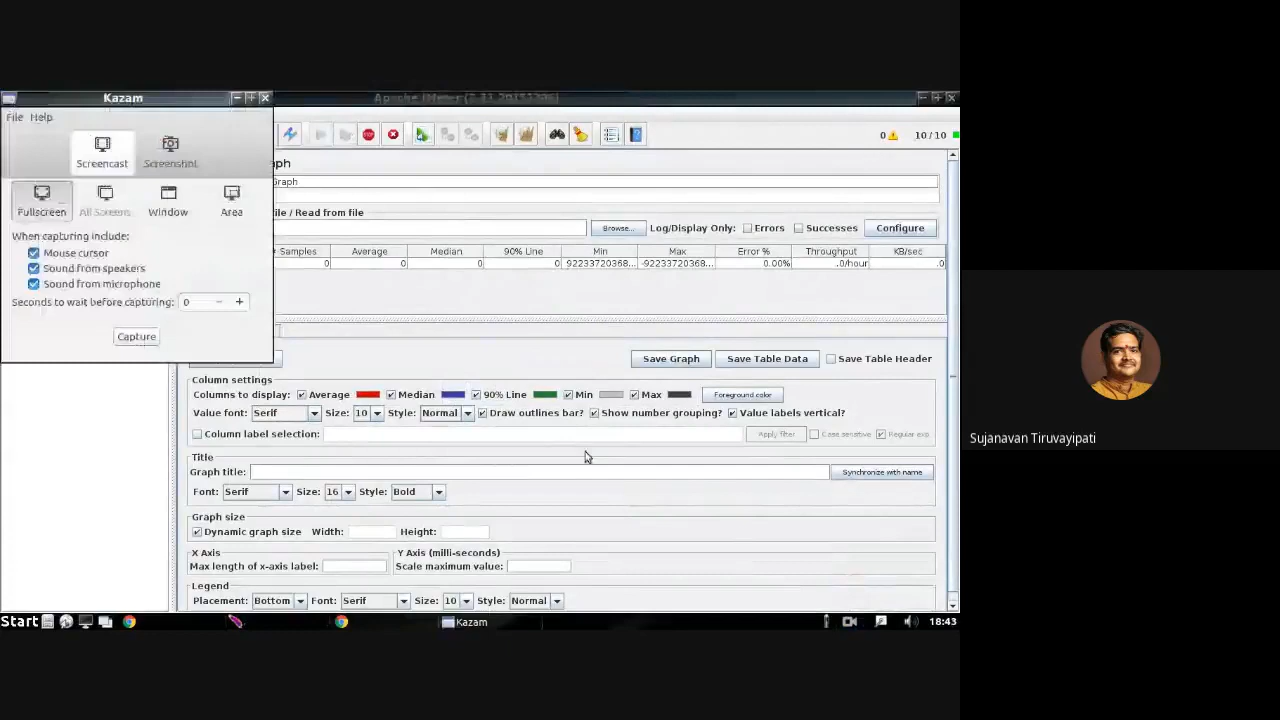 Kazam
File Help
Screencast
Screenshot
Fullscreen
All Screens
Window
Area
When capturing include:
Mouse cursor
Sound from speakers
Sound from microphone
Seconds to wait before capturing: 0 − +
Capture
0
10 / 10
Graph
ile / Read from file
Browse...
Log/Display Only:
Errors
Successes
Configure
Samples Average Median 90% Line Min Max Error % Throughput KB/sec
0 0 0 0 92233720368... -92233720368... 0.00% .0/hour .0
Save Graph
Save Table Data
Save Table Header
Column settings
Columns to display: Average Median 90% Line Min Max Foreground color
Value font: Serif Size: 10 Style: Normal Draw outlines bar? Show number grouping? Value labels vertical?
Column label selection: Apply filter Case sensitive Regular exp.
Title
Graph title: Synchronize with name
Font: Serif Size: 16 Style: Bold
Graph size
Dynamic graph size Width: Height:
X Axis
Max length of x-axis label:
Y Axis (milli-seconds)
Scale maximum value:
Legend
Placement: Bottom Font: Serif Size: 10 Style: Normal
Start
Kazam
18:43
Sujanavan Tiruvayipati